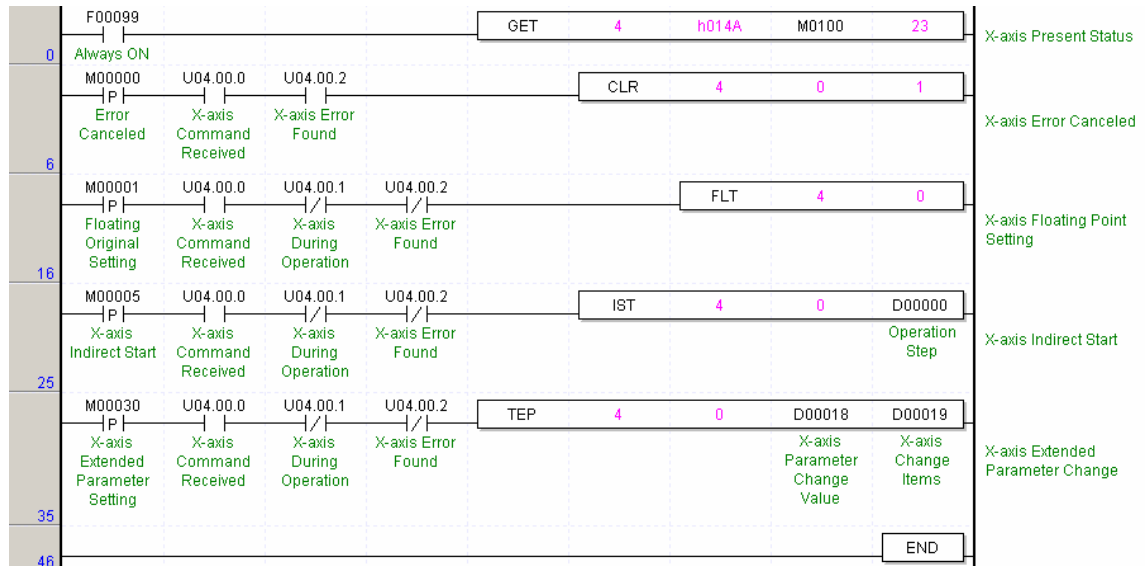 F00099
GET 4 h014A M0100 23
X-axis Present Status
0 Always ON
M00000 U04.00.0 U04.00.2
CLR 4 0 1
P
Error Canceled
X-axis Command Received
X-axis Error Found
X-axis Error Canceled
6
M00001 U04.00.0 U04.00.1 U04.00.2
FLT 4 0
P
Floating Original Setting
X-axis Command Received
X-axis During Operation
X-axis Error Found
X-axis Floating Point Setting
16
M00005 U04.00.0 U04.00.1 U04.00.2
IST 4 0 D00000
P
X-axis Indirect Start
X-axis Command Received
X-axis During Operation
X-axis Error Found
Operation Step
X-axis Indirect Start
25
M00030 U04.00.0 U04.00.1 U04.00.2
TEP 4 0 D00018 D00019
P
X-axis Extended Parameter Setting
X-axis Command Received
X-axis During Operation
X-axis Error Found
X-axis Parameter Change Value
X-axis Change Items
X-axis Extended Parameter Change
35
END
46